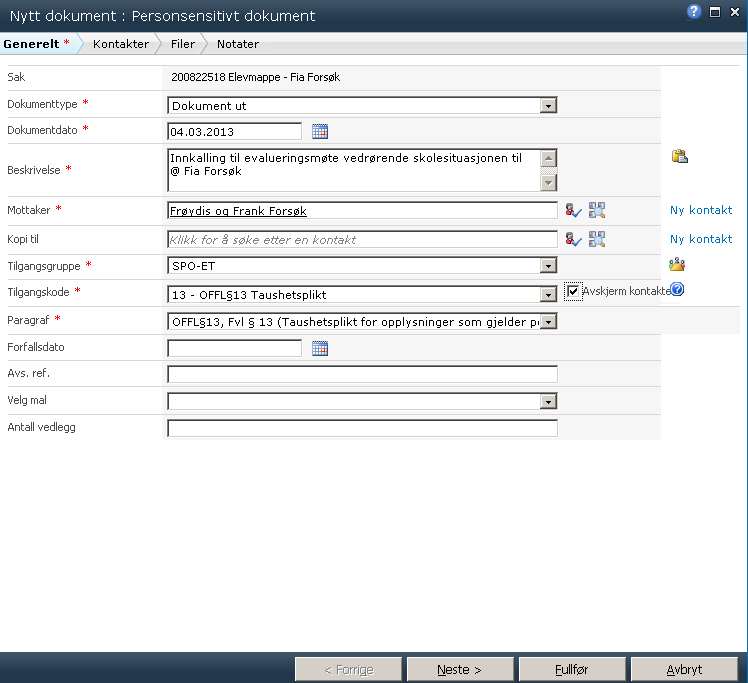 Nytt dokument : Personsensitivt dokument
Generelt * Kontakter Filer Notater
Sak 200822518 Elevmappe - Fia Forsøk
Dokumenttype * Dokument ut
Dokumentdato * 04.03.2013
Beskrivelse * Innkalling til evalueringsmøte vedrørende skolesituasjonen til
@ Fia Forsøk
Mottaker * Frøydis og Frank Forsøk Ny kontakt
Kopi til Klikk for å søke etter en kontakt Ny kontakt
Tilgangsgruppe * SPO-ET
Tilgangskode * 13 - OFFL§13 Taushetsplikt Avskjerm kontakte
Paragraf * OFFL§13, Fvl § 13 (Taushetsplikt for opplysninger som gjelder
Forfallsdato
Avs. ref.
Velg mal
Antall vedlegg
< Forrige Neste > Fullfør Avbryt